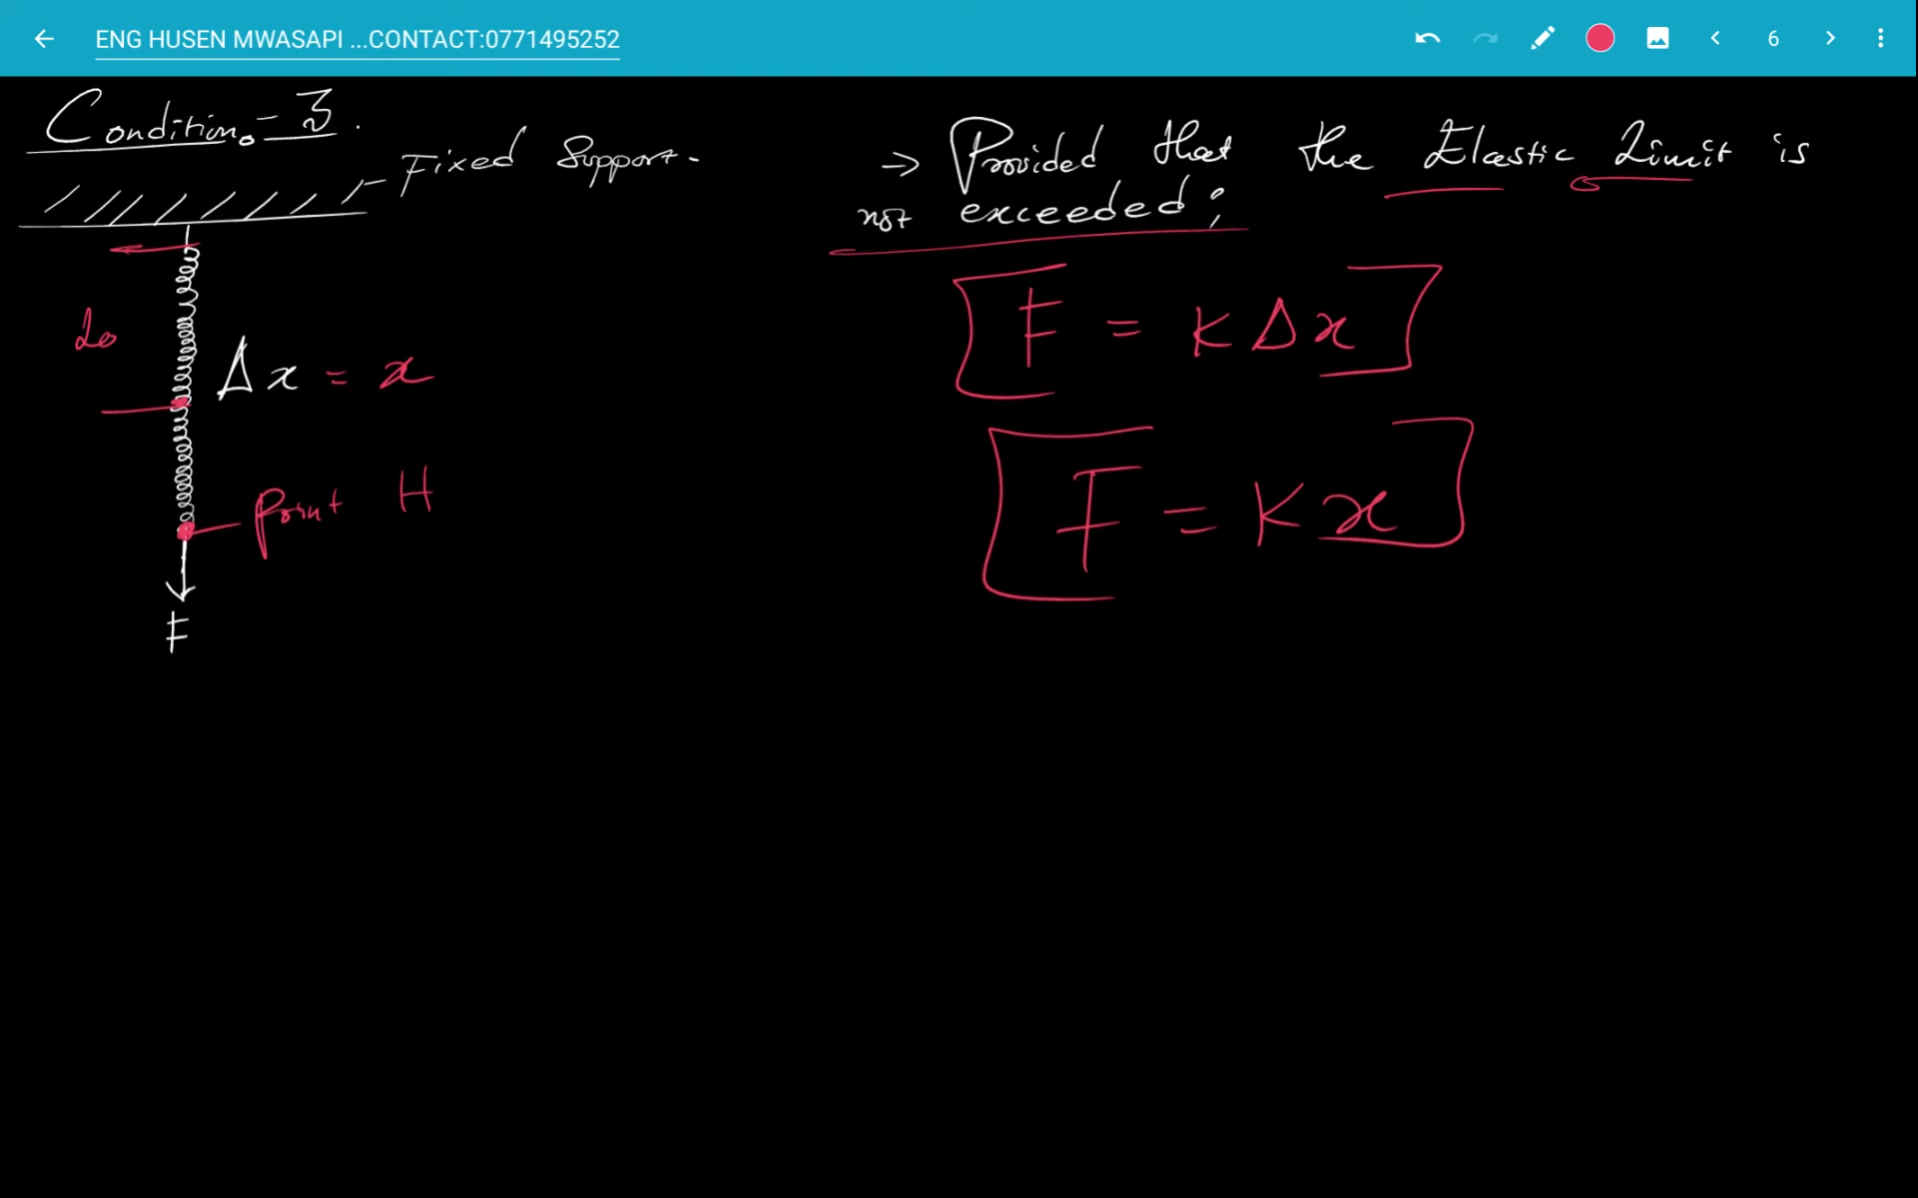 ENG HUSEN MWASAPI ...CONTACT:0771495252
6
Condition - 3.
Fixed Support.
Lo
Δx = x
Point H
F
→ Provided that the Elastic Limit is
not exceeded;
F = KΔx
F = Kx